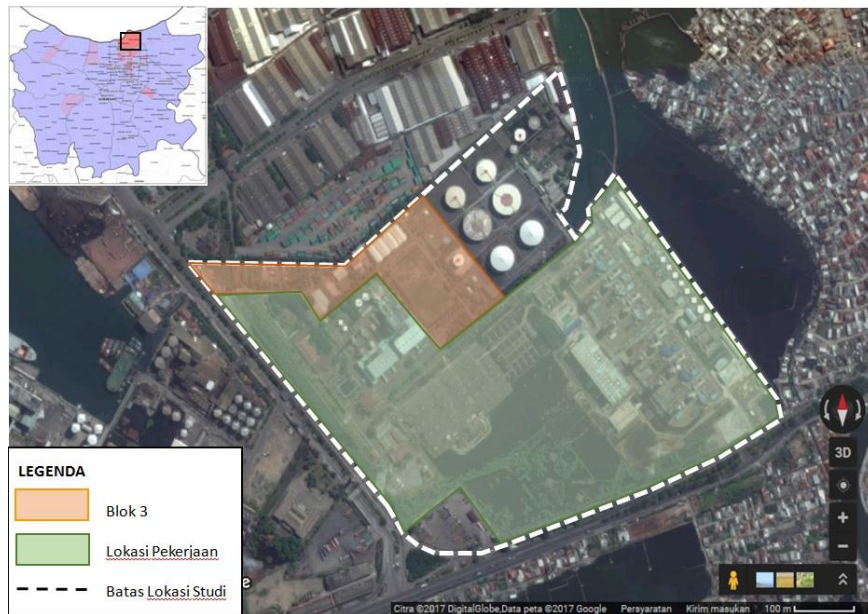 LEGENDA
Blok 3
Lokasi Pekerjaan
Batas Lokasi Studi
e
3D
Citra ©2017 DigitalGlobe,Data peta ©2017 Google Persyaratan Kirim masukan 100 m